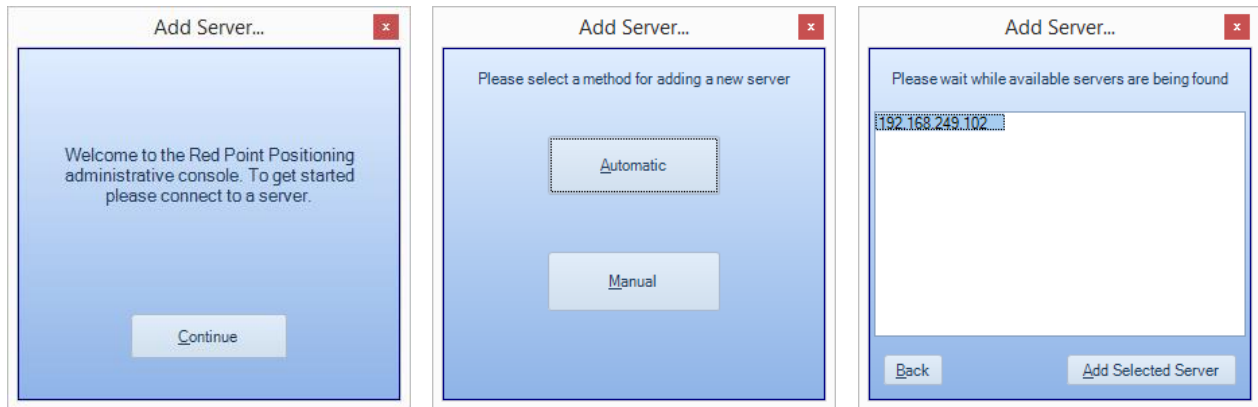 Add Server...
x
Welcome to the Red Point Positioning
administrative console. To get started
please connect to a server.
Continue
Add Server...
x
Please select a method for adding a new server
Automatic
Manual
Add Server...
x
Please wait while available servers are being found
192.168.249.102
Back
Add Selected Server